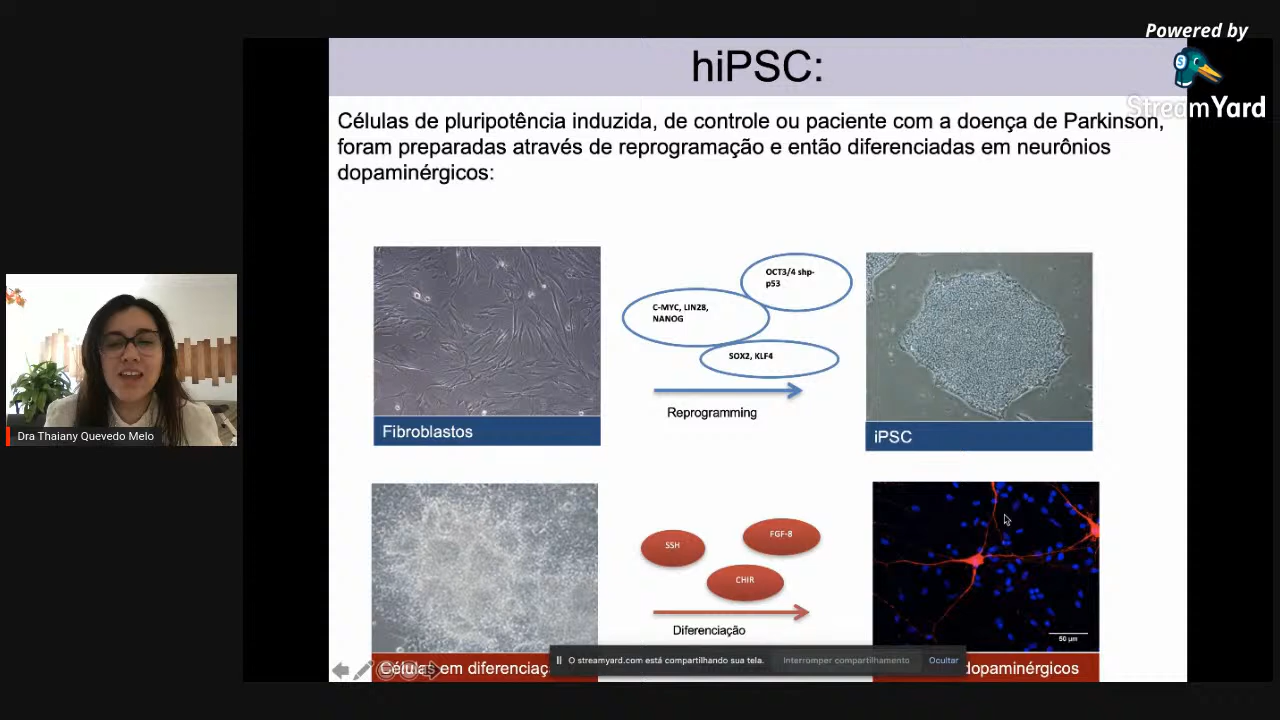 Powered by
StreamYard
hiPSC:
Células de pluripotência induzida, de controle ou paciente com a doença de Parkinson,
foram preparadas através de reprogramação e então diferenciadas em neurônios
dopaminérgicos:
OCT3/4 shp-
p53
C-MYC, LIN28,
NANOG
SOX2, KLF4
Reprogramming
Fibroblastos
iPSC
Dra Thaiany Quevedo Melo
SSH
FGF-8
CHIR
Diferenciação
50 µm
Células em diferenciaç
dopaminérgicos
O streamyard.com está compartilhando sua tela.
Interromper compartilhamento
Ocultar